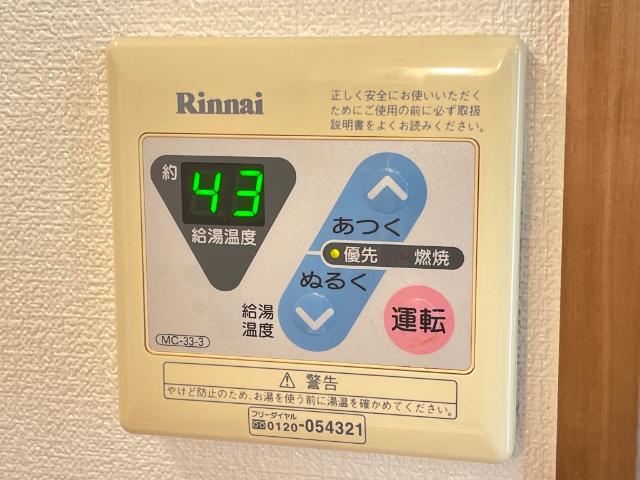 Rinnai
正しく安全にお使いいただく
ためにご使用の前に必ず取扱
説明書をよくお読みください。
約 43
給湯温度
あつく
優先 燃焼
ぬるく
給湯
温度
運転
MC-33-3
⚠ 警告
やけど防止のため、お湯を使う前に湯温を確かめてください。
フリーダイヤル
0120-054321